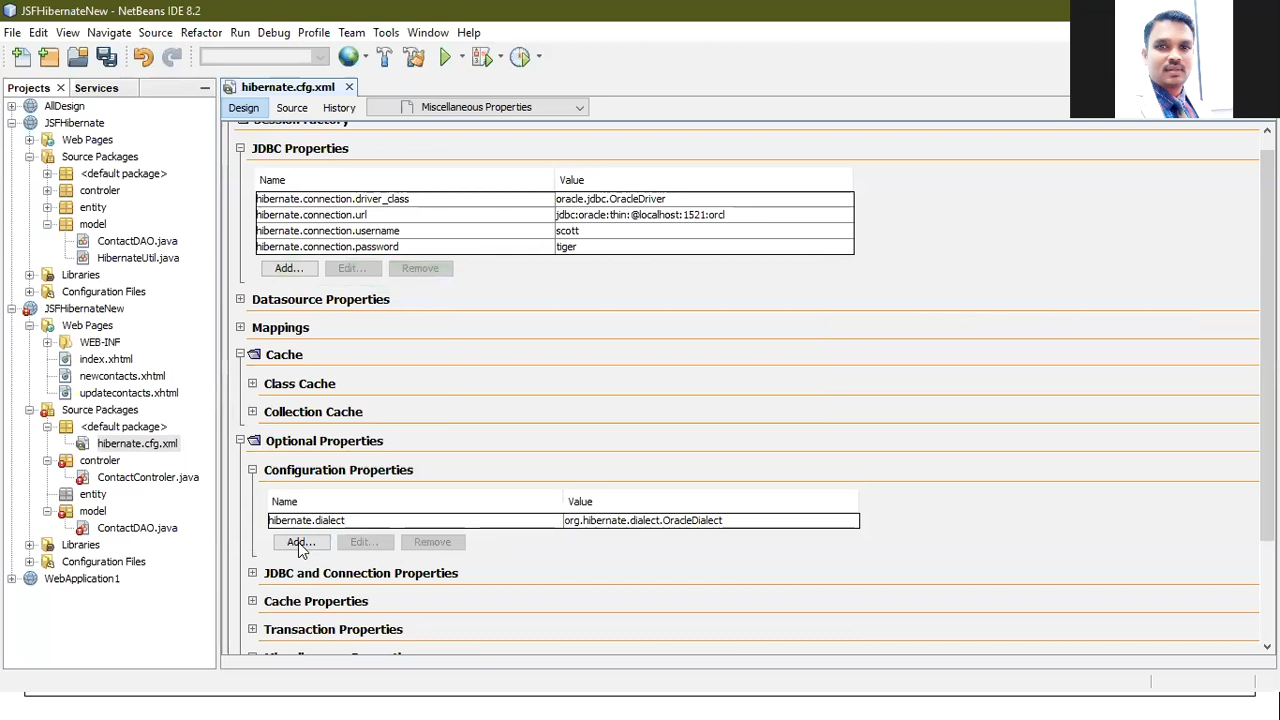 JSFHibernateNew - NetBeans IDE 8.2
File Edit View Navigate Source Refactor Run Debug Profile Team Tools Window Help
Projects Services
AllDesign
JSFHibernate
Web Pages
Source Packages
<default package>
controler
entity
model
ContactDAO.java
HibernateUtil.java
Libraries
Configuration Files
JSFHibernateNew
Web Pages
WEB-INF
index.xhtml
newcontacts.xhtml
updatecontacts.xhtml
Source Packages
<default package>
hibernate.cfg.xml
controler
ContactControler.java
entity
model
ContactDAO.java
Libraries
Configuration Files
WebApplication1
hibernate.cfg.xml
Design Source History Miscellaneous Properties
Session Factory
JDBC Properties
Name Value
hibernate.connection.driver_class oracle.jdbc.OracleDriver
hibernate.connection.url jdbc:oracle:thin:@localhost:1521:orcl
hibernate.connection.username scott
hibernate.connection.password tiger
Add... Edit... Remove
Datasource Properties
Mappings
Cache
Class Cache
Collection Cache
Optional Properties
Configuration Properties
Name Value
hibernate.dialect org.hibernate.dialect.OracleDialect
Add... Edit... Remove
JDBC and Connection Properties
Cache Properties
Transaction Properties